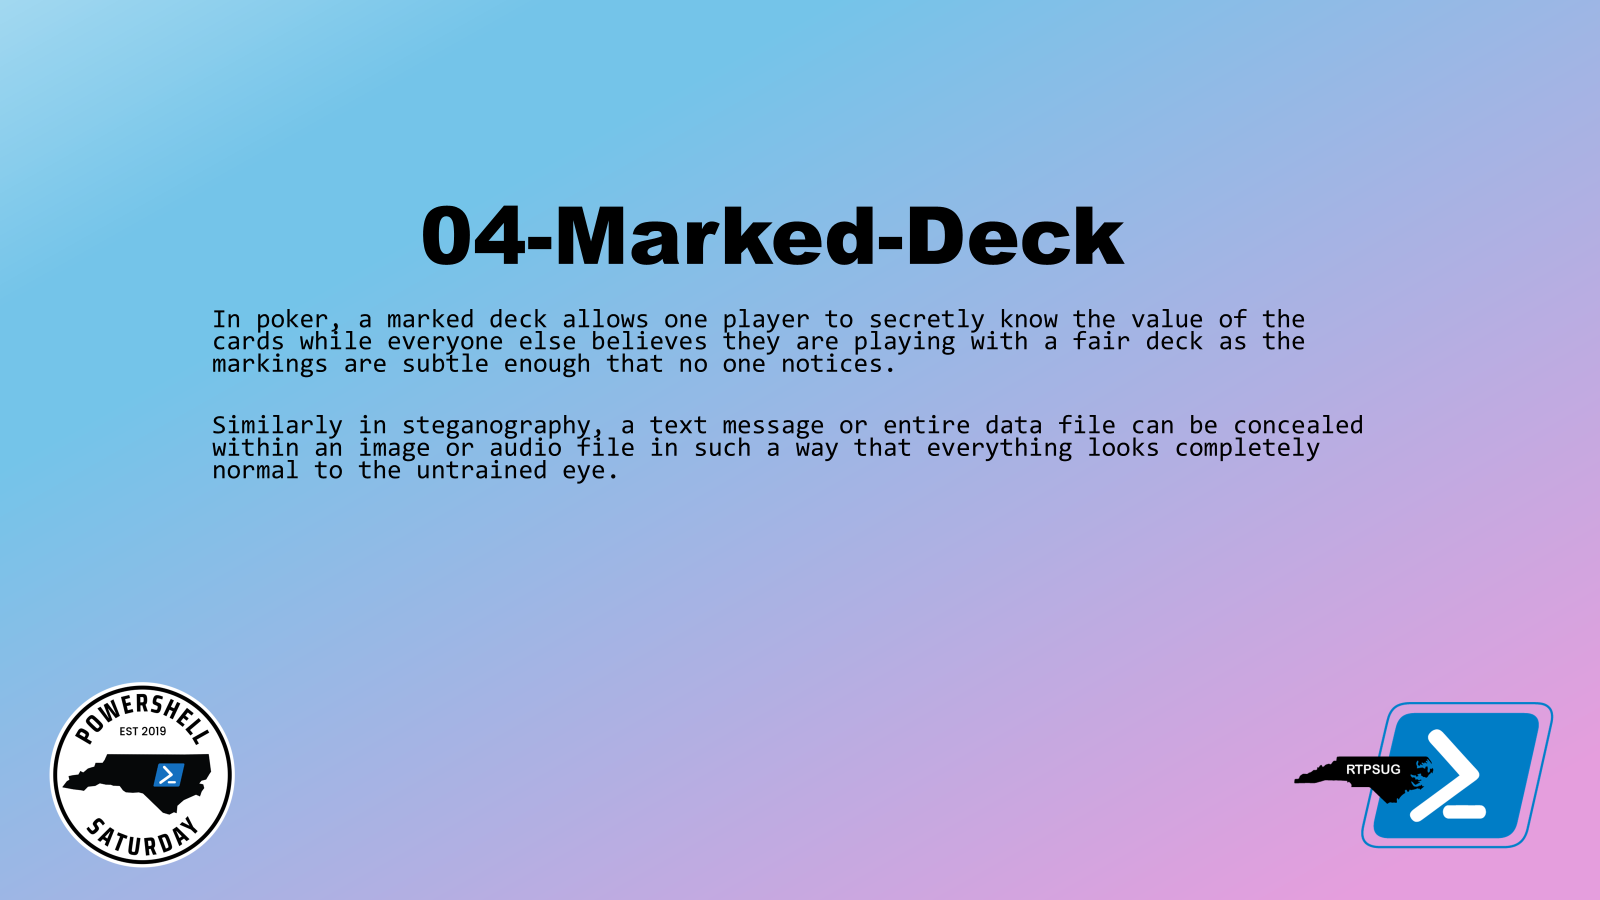 04-Marked-Deck
In poker, a marked deck allows one player to secretly know the value of the
cards while everyone else believes they are playing with a fair deck as the
markings are subtle enough that no one notices.
Similarly in steganography, a text message or entire data file can be concealed
within an image or audio file in such a way that everything looks completely
normal to the untrained eye.
POWERSHELL
EST 2019
SATURDAY
RTPSUG